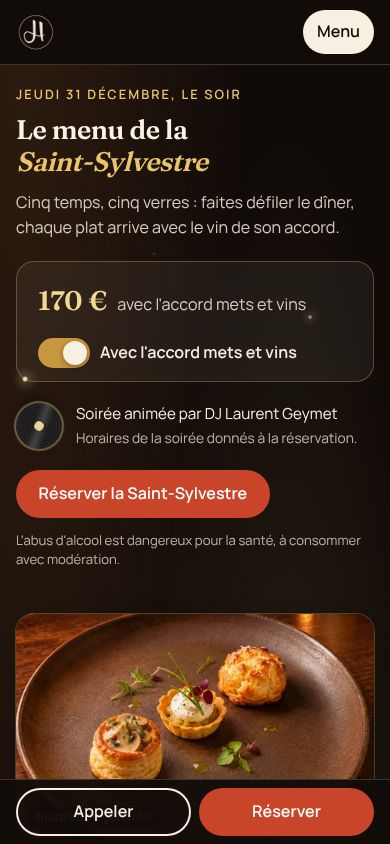 Menu
JEUDI 31 DÉCEMBRE, LE SOIR
Le menu de la
Saint-Sylvestre
Cinq temps, cinq verres : faites défiler le dîner,
chaque plat arrive avec le vin de son accord.
170 € avec l'accord mets et vins
Avec l'accord mets et vins
Soirée animée par DJ Laurent Geymet
Horaires de la soirée donnés à la réservation.
Réserver la Saint-Sylvestre
L'abus d'alcool est dangereux pour la santé, à consommer
avec modération.
Appeler
Réserver